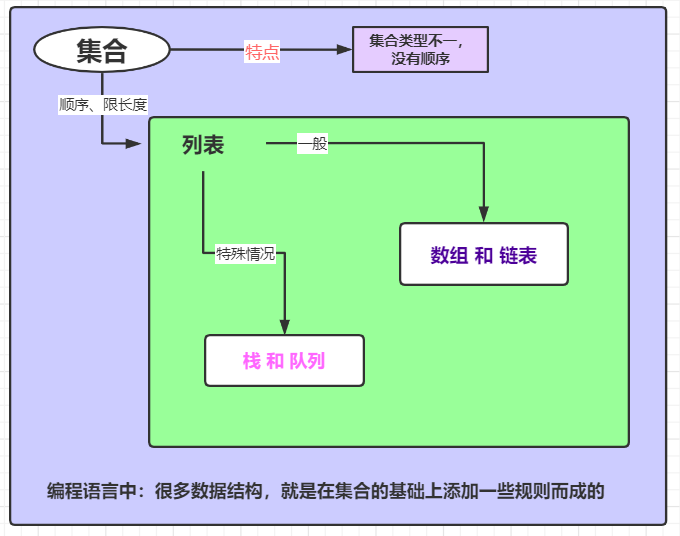 集合
特点
集合类型不一，
没有顺序
顺序、限长度
列表
一般
数组 和 链表
特殊情况
栈 和 队列
编程语言中：很多数据结构，就是在集合的基础上添加一些规则而成的